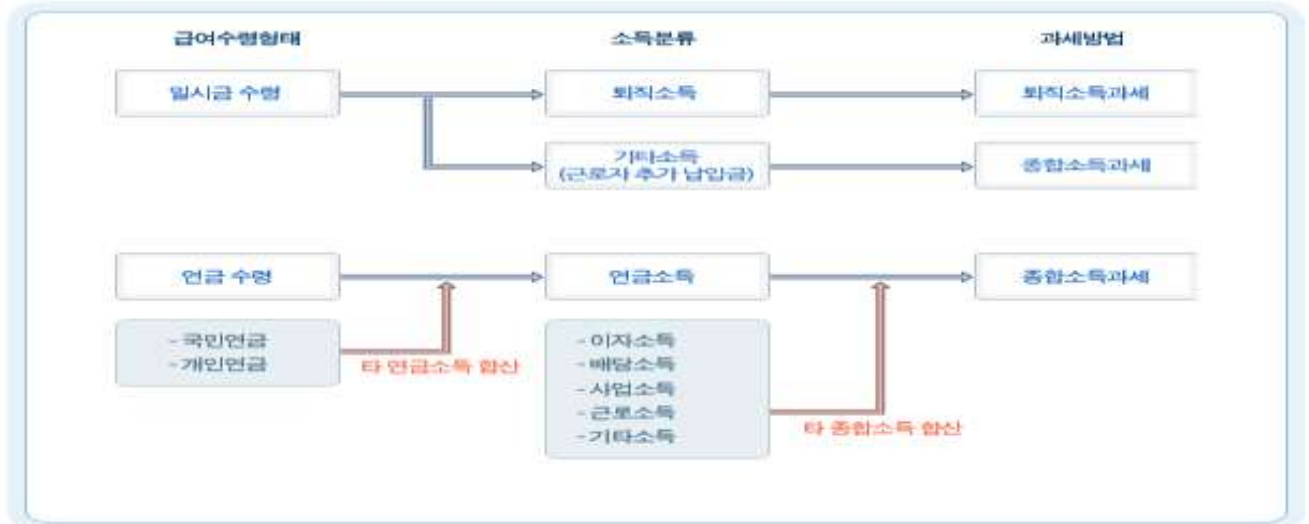 급여수령형태 소득분류 과세방법
일시금 수령 퇴직소득 퇴직소득과세
기타소득
(근로자 추가 납입금)
종합소득과세
연금 수령 연금소득 종합소득과세
- 국민연금
- 개인연금
타 연금소득 합산
- 이자소득
- 배당소득
- 사업소득
- 근로소득
- 기타소득
타 종합소득 합산